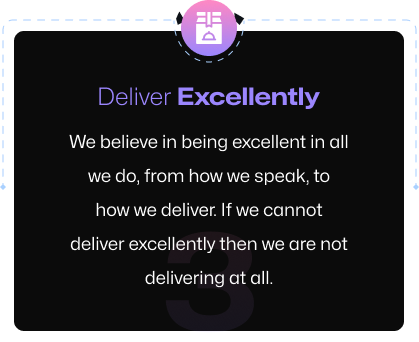 Deliver Excellently
We believe in being excellent in all
we do, from how we speak, to
how we deliver. If we cannot
deliver excellently then we are not
delivering at all.
3